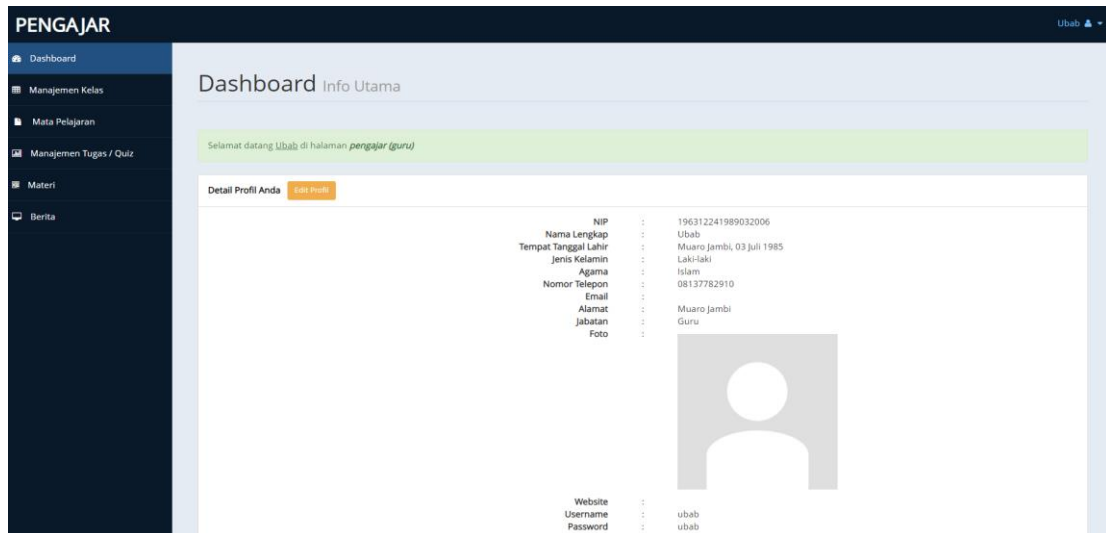 PENGAJAR
Ubab
Dashboard
Manajemen Kelas
Mata Pelajaran
Manajemen Tugas / Quiz
Materi
Berita
Dashboard Info Utama
Selamat datang Ubab di halaman pengajar (guru)
Detail Profil Anda Edit Profil
NIP : 196312241989032006
Nama Lengkap : Ubab
Tempat Tanggal Lahir : Muaro Jambi, 03 Juli 1985
Jenis Kelamin : Laki-laki
Agama : Islam
Nomor Telepon : 08137782910
Email :
Alamat : Muaro Jambi
Jabatan : Guru
Foto :
Website :
Username : ubab
Password : ubab